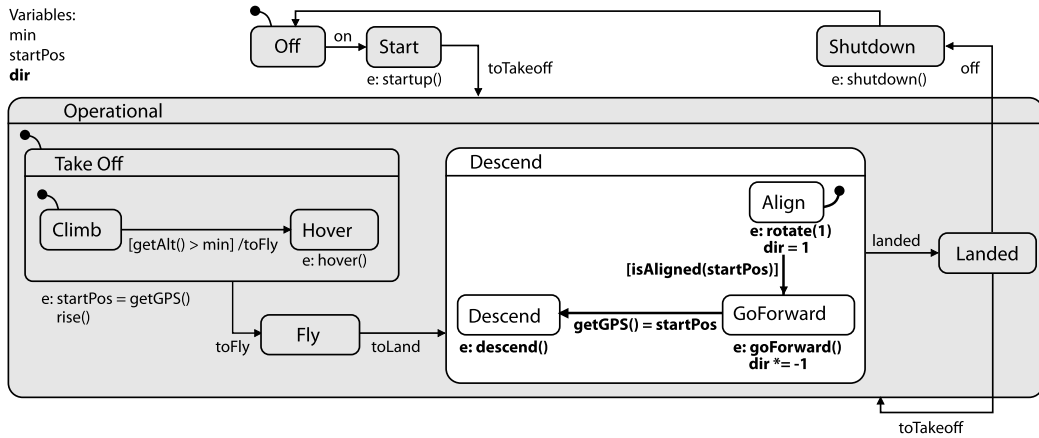 Variables:
min
startPos
dir
Off
on
Start
e: startup()
toTakeoff
Shutdown
e: shutdown()
off
Operational
Take Off
Climb
[getAlt() > min] /toFly
Hover
e: hover()
e: startPos = getGPS()
rise()
toFly
Fly
toLand
Descend
Align
e: rotate(1)
dir = 1
[isAligned(startPos)]
Descend
e: descend()
getGPS() = startPos
GoForward
e: goForward()
dir *= -1
landed
Landed
toTakeoff